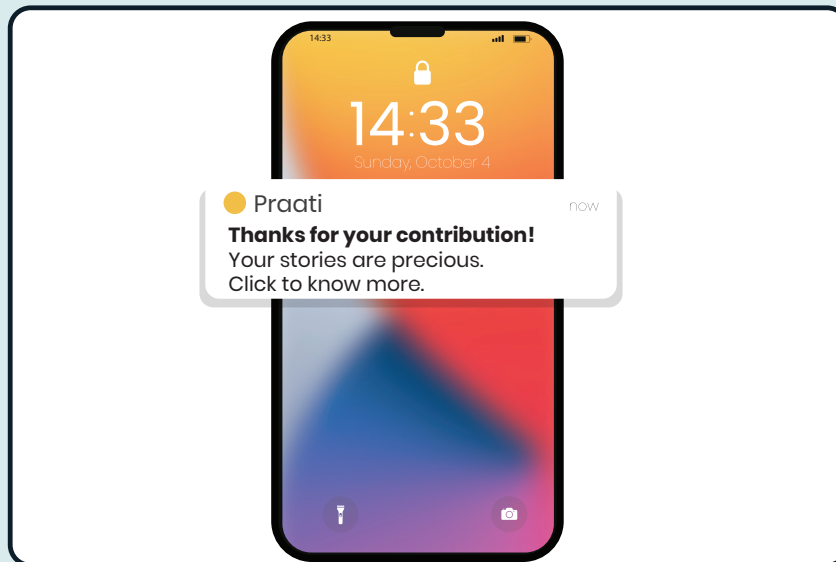 14:33
14:33
Sunday, October 4
Praati
now
Thanks for your contribution!
Your stories are precious.
Click to know more.